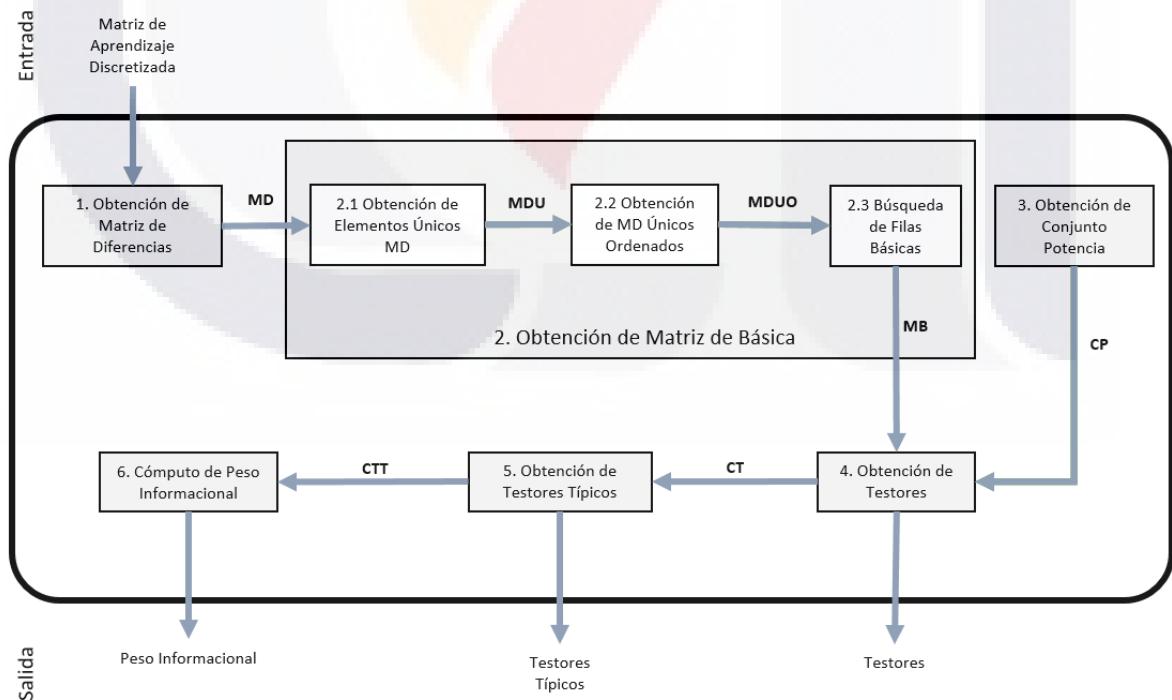 Entrada
Matriz de
Aprendizaje
Discretizada
1. Obtención de
Matriz de
Diferencias
MD
2.1 Obtención de
Elementos Únicos
MD
MDU
2.2 Obtención
de MD Únicos
Ordenados
MDUO
2.3 Búsqueda
de Filas
Básicas
3. Obtención de
Conjunto
Potencia
2. Obtención de Matriz de Básica
MB
CP
6. Cómputo de Peso
Informacional
CTT
5. Obtención de
Testores Típicos
CT
4. Obtención de
Testores
Salida
Peso Informacional
Testores
Típicos
Testores